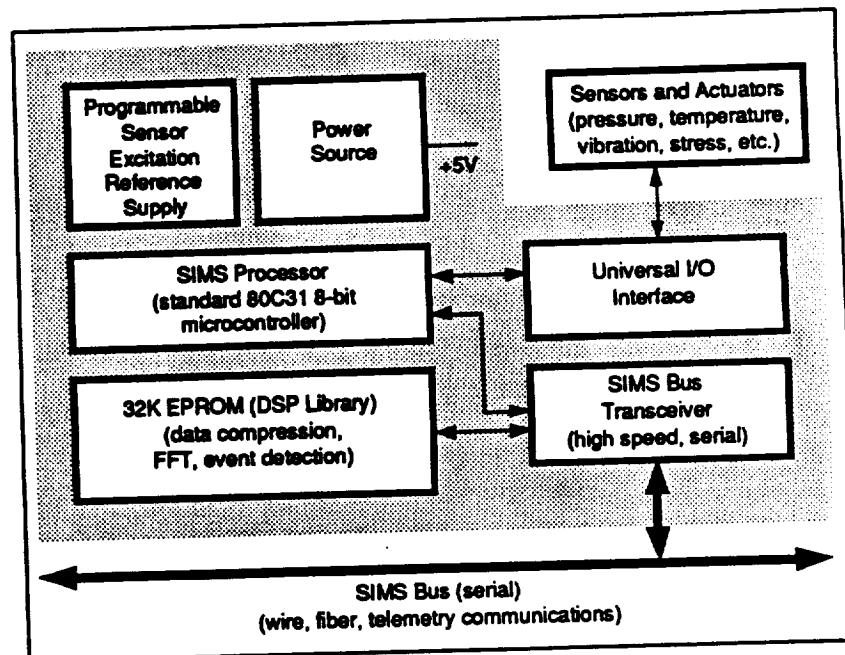 Programmable
Sensor
Excitation
Reference
Supply
Power
Source
+5V
Sensors and Actuators
(pressure, temperature,
vibration, stress, etc.)
SIMS Processor
(standard 80C31 8-bit
microcontroller)
Universal I/O
Interface
32K EPROM (DSP Library)
(data compression,
FFT, event detection)
SIMS Bus
Transceiver
(high speed, serial)
SIMS Bus (serial)
(wire, fiber, telemetry communications)